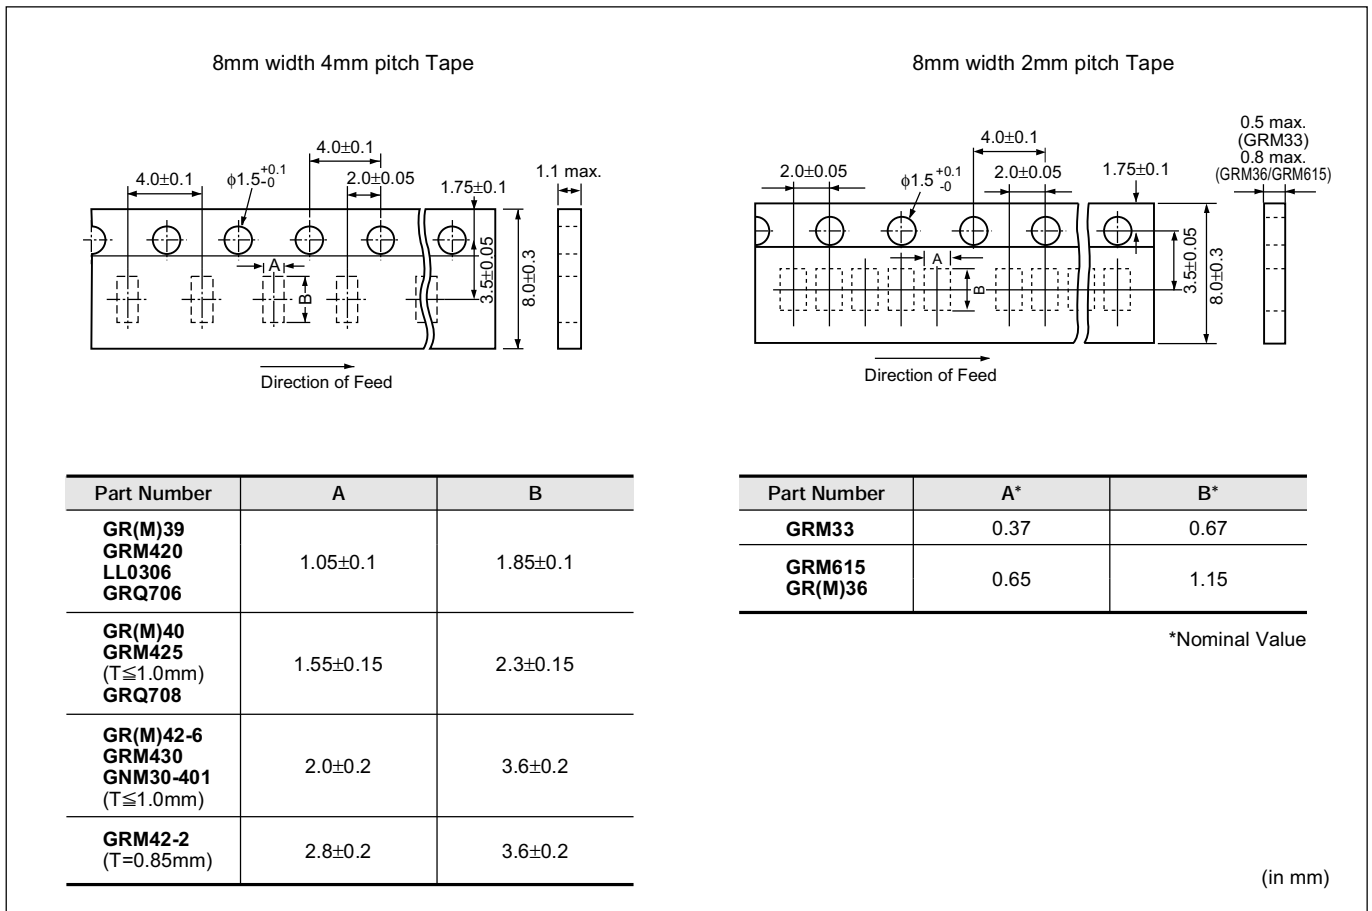 8mm width 4mm pitch Tape
4.0±0.1
4.0±0.1
φ1.5+0.1-0
2.0±0.05
1.75±0.1
1.1 max.
A
B
3.5±0.05
8.0±0.3
Direction of Feed
8mm width 2mm pitch Tape
0.5 max.
(GRM33)
0.8 max.
(GRM36/GRM615)
4.0±0.1
2.0±0.05
φ1.5+0.1-0
2.0±0.05
1.75±0.1
A
B
3.5±0.05
8.0±0.3
Direction of Feed
Part Number A B
GR(M)39
GRM420
LL0306
GRQ706
1.05±0.1 1.85±0.1
GR(M)40
GRM425
(T≦1.0mm)
GRQ708
1.55±0.15 2.3±0.15
GR(M)42-6
GRM430
GNM30-401
(T≦1.0mm)
2.0±0.2 3.6±0.2
GRM42-2
(T=0.85mm)
2.8±0.2 3.6±0.2
Part Number A* B*
GRM33 0.37 0.67
GRM615
GR(M)36
0.65 1.15
*Nominal Value
(in mm)